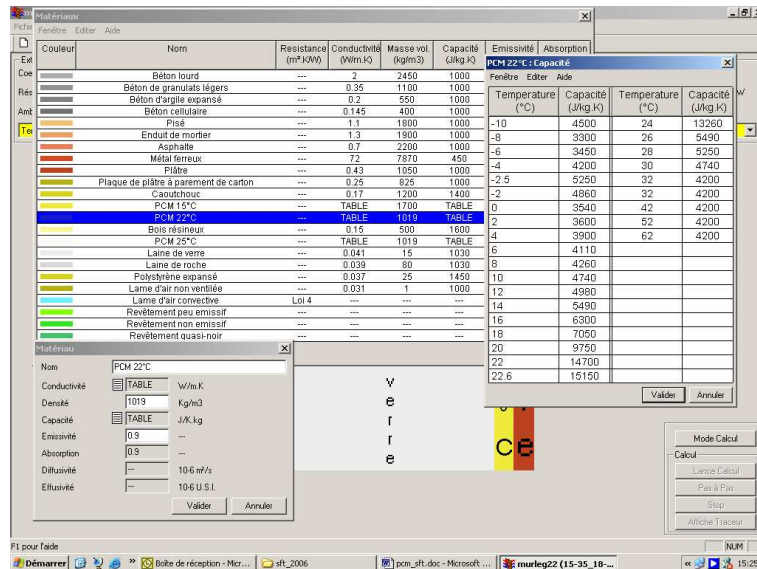 Matériaux
Fenêtre Editer Aide
Couleur Nom Resistance (m².K/W) Conductivité (W/m.K) Masse vol. (kg/m3) Capacité (J/kg.K) Emissivité Absorption
Béton lourd --- 2 2450 1000
Béton de granulats légers --- 0.35 1100 1000
Béton d'argile expansé --- 0.2 550 1000
Béton cellulaire --- 0.145 400 1000
Pisé --- 1.1 1800 1000
Enduit de mortier --- 1.3 1900 1000
Asphalte --- 0.7 2200 1000
Métal ferreux --- 72 7870 450
Plâtre --- 0.43 1050 1000
Plaque de plâtre à parement de carton --- 0.25 825 1000
Caoutchouc --- 0.17 1200 1400
PCM 15°C --- TABLE 1700 TABLE
PCM 22°C --- TABLE 1019 TABLE
Bois résineux --- 0.15 500 1600
PCM 25°C --- TABLE 1019 TABLE
Laine de verre --- 0.041 15 1030
Laine de roche --- 0.039 80 1030
Polystyrène expansé --- 0.037 25 1450
Lame d'air non ventilée --- 0.031 1 1000
Lame d'air convective Loi 4 --- --- ---
Revêtement peu emissif --- --- --- ---
Revêtement non emissif --- --- --- ---
Revêtement quasi-noir --- --- --- ---
PCM 22°C : Capacité
Fenetre Editer Aide
Temperature (°C) Capacité (J/kg.K) Temperature (°C) Capacité (J/kg.K)
-10 4500 24 13260
-8 3300 26 5490
-6 3450 28 5250
-4 4200 30 4740
-2.5 5250 32 4200
-2 4860 32 4200
0 3540 42 4200
2 3600 52 4200
4 3900 62 4200
6 4110
8 4260
10 4740
12 4980
14 5490
16 6300
18 7050
20 9750
22 14700
22.6 15150
Valider Annuler
Matériau
Nom PCM 22°C
Conductivité TABLE W/m.K
Densité 1019 Kg/m3
Capacité TABLE J/K.kg
Emissivité 0.9 ---
Absorption 0.9 ---
Diffusivité --- 10-6 m²/s
Effusivité --- 10-6 U.S.I.
Valider Annuler
v
e
r
r
e
c e
Mode Calcul
Calcul
Lance Calcul
Pas à Pas
Stop
Affiche Traceur
F1 pour l'aide NUM
Démarrer » Boîte de réception - Micr... sft_2006 pcm_sft.doc - Microsoft ... murleg22 (15-35_18-... « 15:25